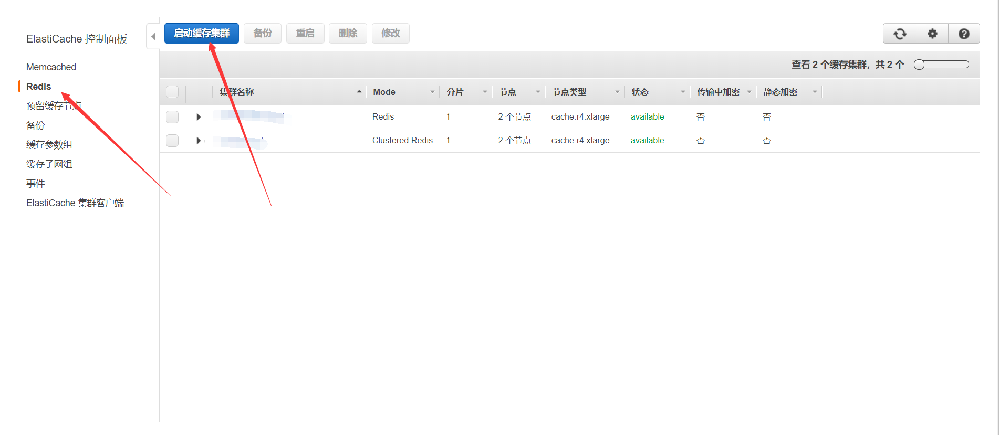 ElastiCache 控制面板
Memcached
Redis
预留缓存节点
备份
缓存参数组
缓存子网组
事件
ElastiCache 集群客户端
启动缓存集群 备份 重启 删除 修改
查看 2 个缓存集群，共 2 个
集群名称 Mode 分片 节点 节点类型 状态 传输中加密 静态加密
Redis 1 2 个节点 cache.r4.xlarge available 否 否
Clustered Redis 1 2 个节点 cache.r4.xlarge available 否 否